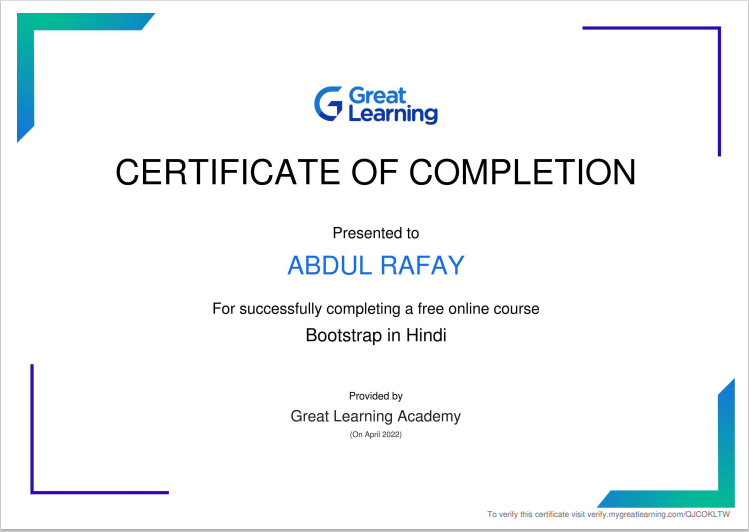 Great
Learning
CERTIFICATE OF COMPLETION
Presented to
ABDUL RAFAY
For successfully completing a free online course
Bootstrap in Hindi
Provided by
Great Learning Academy
(On April 2022)
To verify this certificate visit verify.mygreatlearning.com/QJCOKLTW